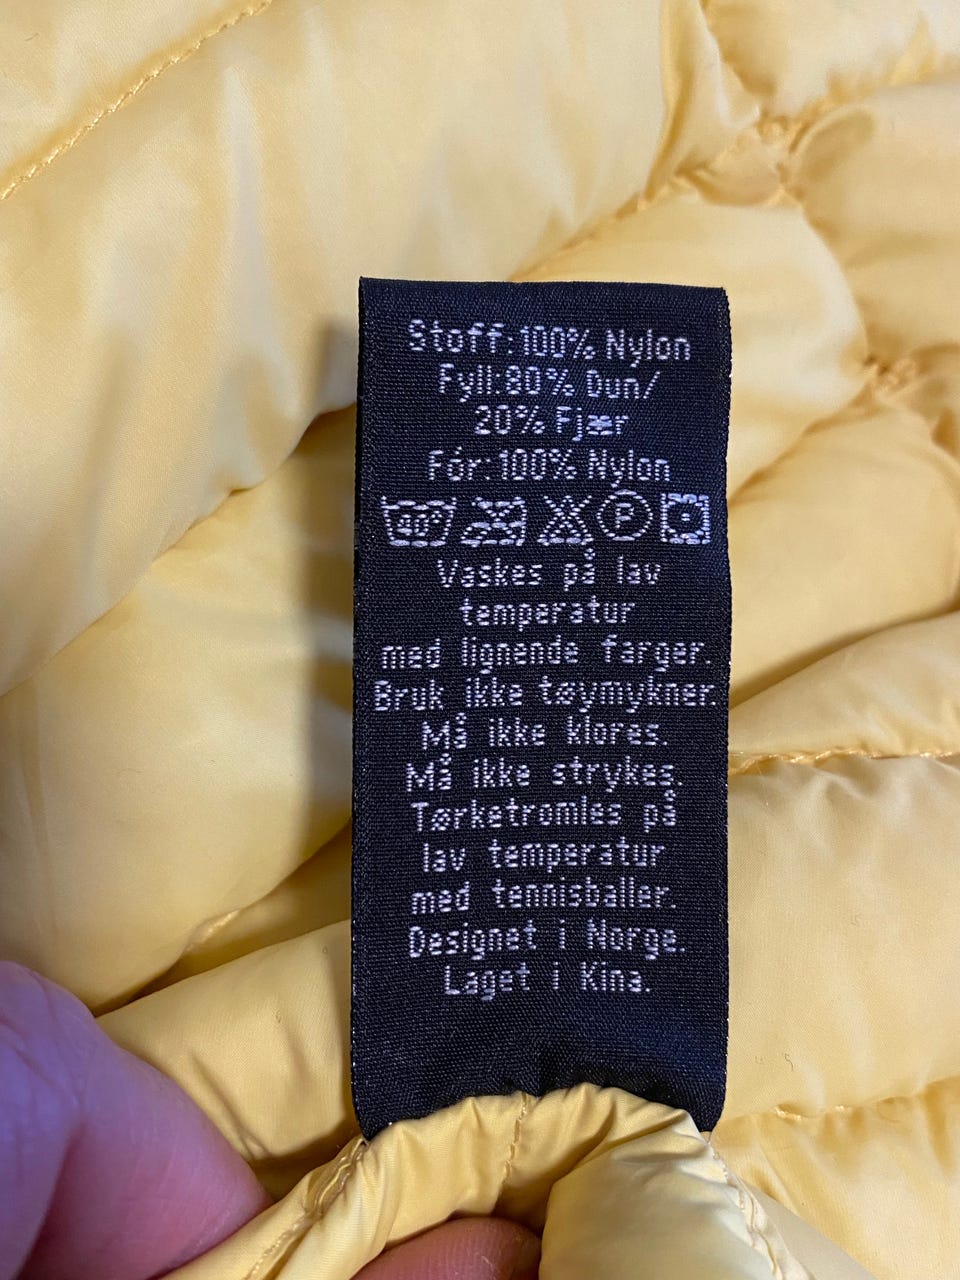 Stoff: 100% Nylon
Fyll: 80% Dun/
20% Fjær
Fór: 100% Nylon
40° P
Vaskes på lav
temperatur
med lignende farger.
Bruk ikke tøymykner.
Må ikke klores.
Må ikke strykes.
Tørketromles på
lav temperatur
med tennisballer.
Designet i Norge.
Laget i Kina.